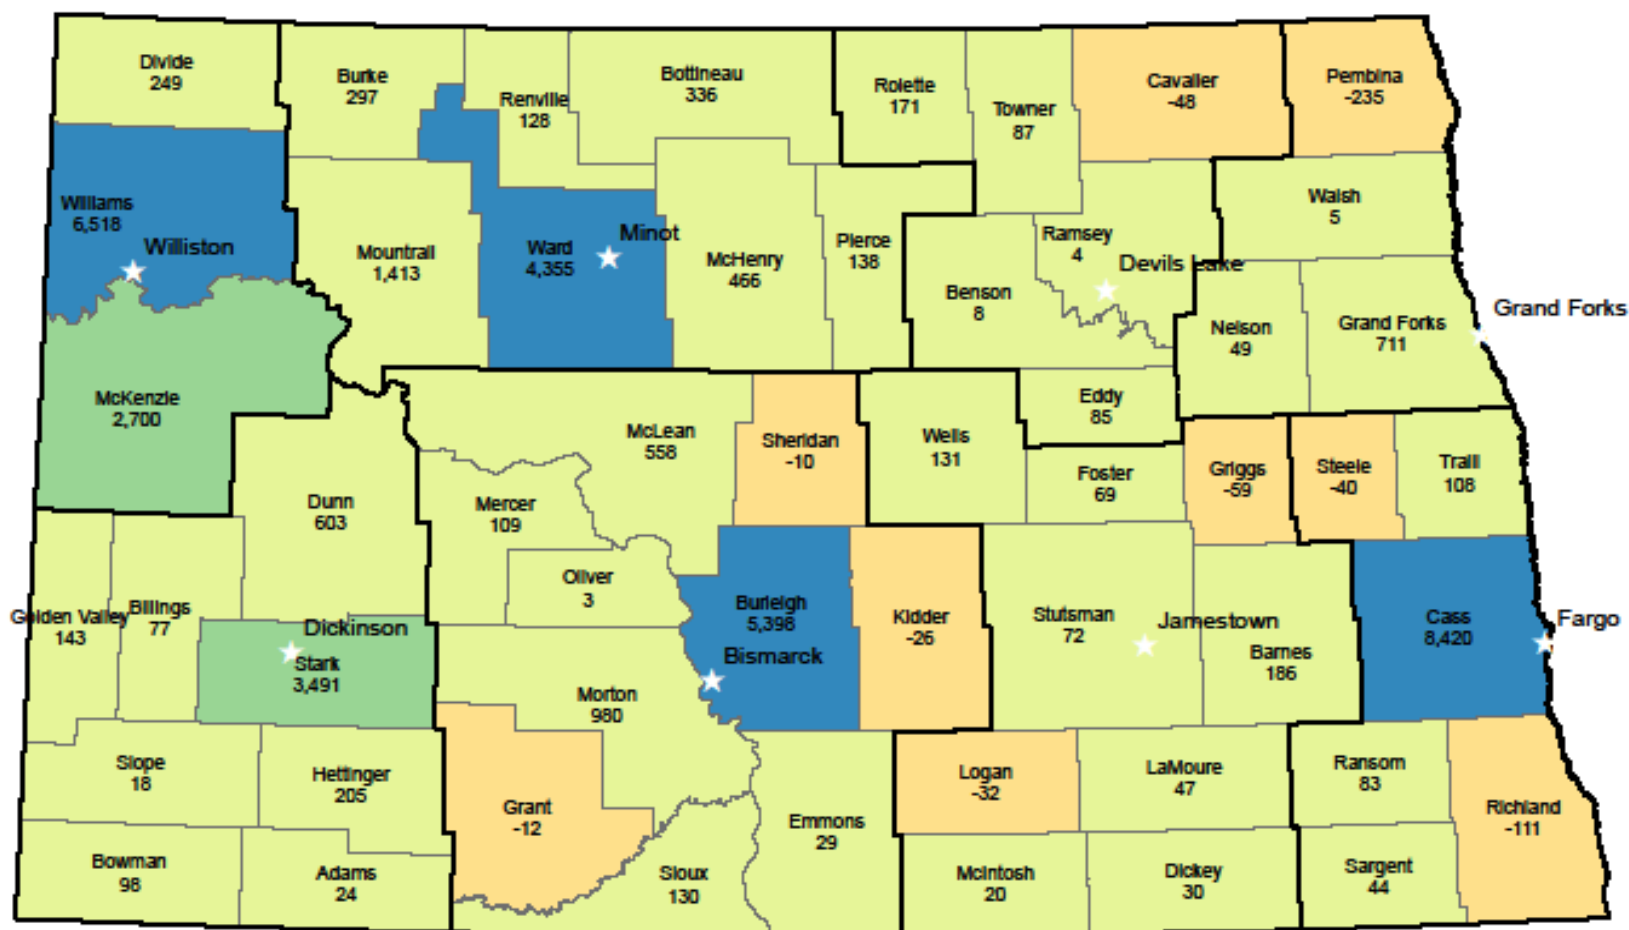 Divide
249
Burke
297
Renville
128
Bottineau
336
Rolette
171
Towner
87
Cavalier
-48
Pembina
-235
Williams
6,518
Williston
Mountrail
1,413
Ward
4,355
Minot
McHenry
466
Pierce
138
Benson
8
Ramsey
4
Devils Lake
Walsh
5
Nelson
49
Grand Forks
711
Grand Forks
McKenzie
2,700
Dunn
603
McLean
558
Mercer
109
Oliver
3
Sheridan
-10
Wells
131
Eddy
85
Foster
69
Griggs
-59
Steele
-40
Traill
108
Golden Valley
143
Billings
77
Dickinson
Stark
3,491
Morton
980
Burleigh
5,398
Bismarck
Kidder
-26
Stutsman
72
Jamestown
Barnes
186
Cass
8,420
Fargo
Slope
18
Hettinger
205
Grant
-12
Emmons
29
Logan
-32
LaMoure
47
Ransom
83
Richland
-111
Bowman
98
Adams
24
Sioux
130
McIntosh
20
Dickey
30
Sargent
44